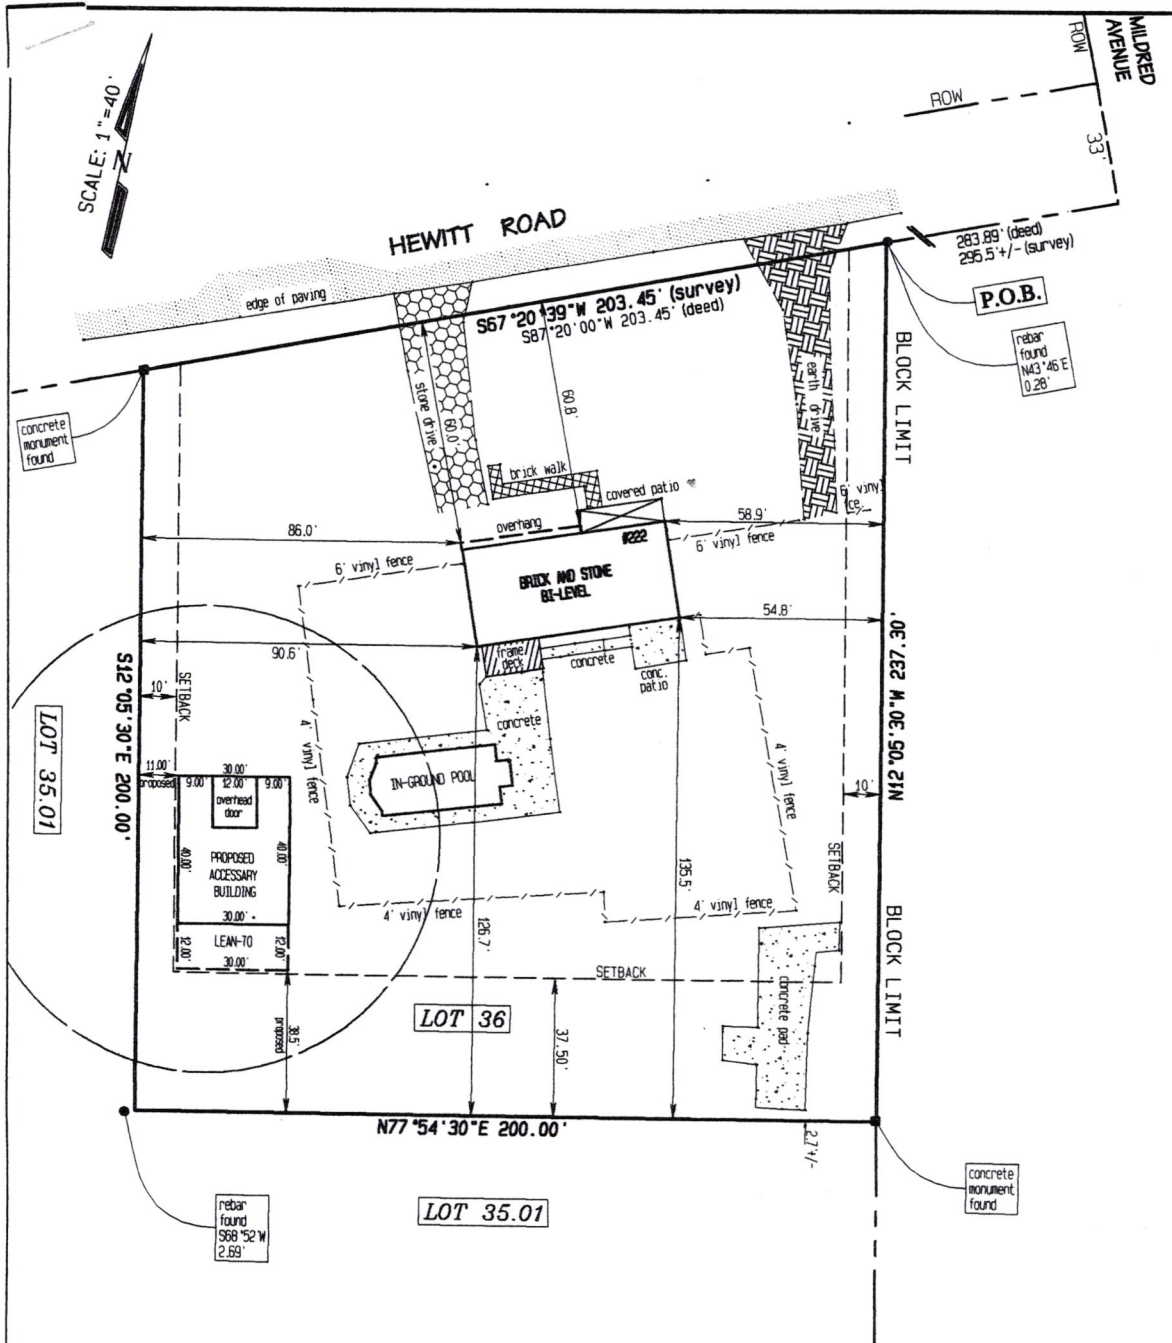 MILDRED
AVENUE
ROW
ROW
33'
SCALE: 1"=40'
N
HEWITT ROAD
edge of paving
283.89' (deed)
295.5'+/- (survey)
P.O.B.
rebar
found
N43°46'E
0.28'
S67°20'39"W 203.45' (survey)
S87°20'00"W 203.45' (deed)
BLOCK LIMIT
concrete
monument
found
stone drive
60.0'
60.8'
earth drive
brick walk
covered patio
overhang
#222
86.0'
58.9'
6' vinyl
fce.
6' vinyl fence
6' vinyl fence
BRICK AND STONE
BI-LEVEL
90.6'
54.8'
frame
deck
concrete
conc.
patio
S12°05'30"E 200.00'
N12°05'30"W 237.30'
10'
SETBACK
LOT 35.01
concrete
4' vinyl fence
4' vinyl fence
IN-GROUND POOL
11.00'
proposed
30.00'
9.00'
12.00'
9.00'
overhead
door
10'
40.00'
40.00'
PROPOSED
ACCESSARY
BUILDING
30.00'
SETBACK
135.5'
4' vinyl fence
4' vinyl fence
126.7'
12.00'
LEAN-TO
12.00'
30.00'
SETBACK
BLOCK LIMIT
38.5'
proposed
LOT 36
37.50'
concrete pad
N77°54'30"E 200.00'
2.7'+/-
rebar
found
S68°52'W
2.69'
LOT 35.01
concrete
monument
found